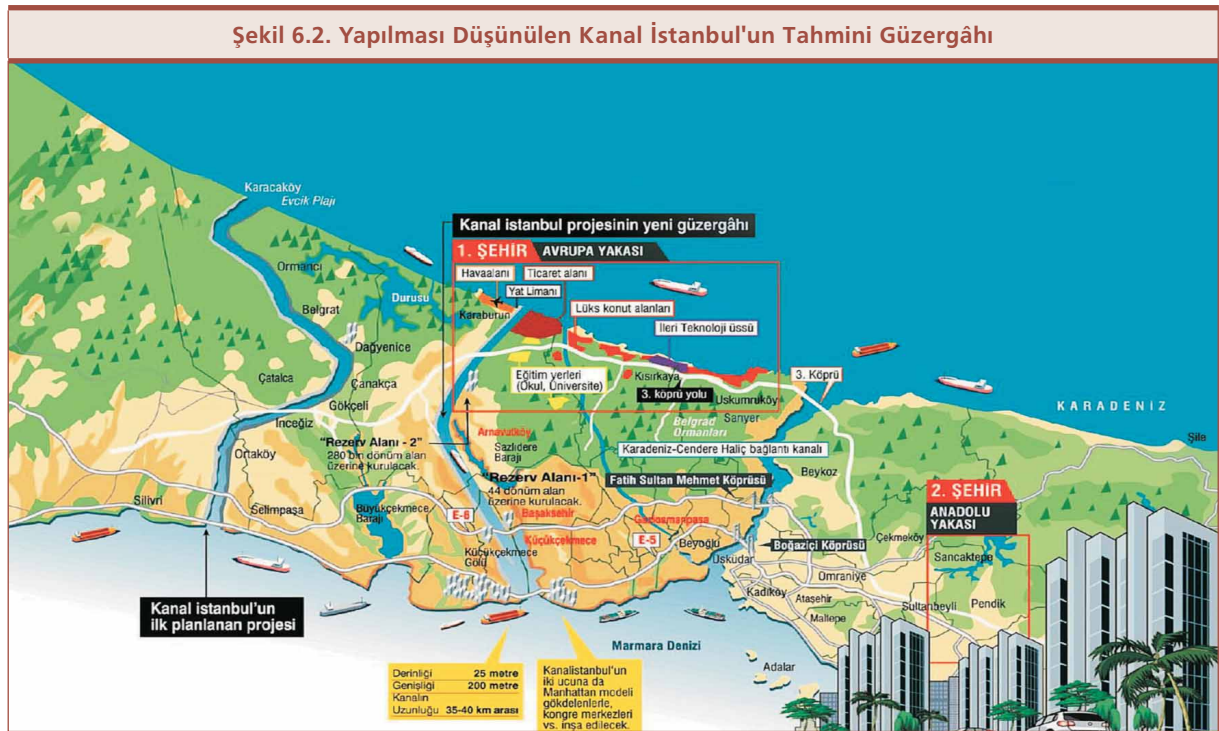 Şekil 6.2. Yapılması Düşünülen Kanal İstanbul'un Tahmini Güzergâhı
Karacaköy
Evcik Plajı
Kanal istanbul projesinin yeni güzergâhı
1. ŞEHİR
AVRUPA YAKASI
Havaalanı
Ticaret alanı
Yat Limanı
Ormancı
Durusu
Karaburun
Lüks konut alanları
Belgrat
İleri Teknoloji üssü
Dağyenice
Çatalca
Çanakça
Eğitim yerleri
(Okul, Üniversite)
Kısırkaya
3. Köprü
3. köprü yolu
Uskumruköy
KARADENİZ
Gökçeli
İnceğiz
Sarıyer
Belgrad
Ormanları
Arnavutköy
Şile
"Rezerv Alanı - 2"
280 bin dönüm alan
üzerine kurulacak.
Sazlıdere
Barajı
Karadeniz-Cendere Haliç bağlantı kanalı
Ortaköy
"Rezerv Alanı-1"
44 dönüm alan
üzerine kurulacak.
Fatih Sultan Mehmet Köprüsü
Beykoz
Silivri
Selimpaşa
Büyükçekmece
Barajı
E-6
Başakşehir
2. ŞEHİR
ANADOLU
YAKASI
Gaziosmanpaşa
Küçükçekmece
E-5
Beyoğlu
Boğaziçi Köprüsü
Çekmeköy
Küçükçekmece
Gölü
Üsküdar
Sancaktepe
Ümraniye
Kadıköy
Ataşehir
Sultanbeyli
Pendik
Maltepe
Kanal istanbul'un
ilk planlanan projesi
Marmara Denizi
Adalar
Derinliği 25 metre
Genişliği 200 metre
Kanalın
Uzunluğu 35-40 km arası
Kanalistanbul'un
iki ucuna da
Manhattan modeli
gökdelenlerle,
kongre merkezleri
vs. inşa edilecek.